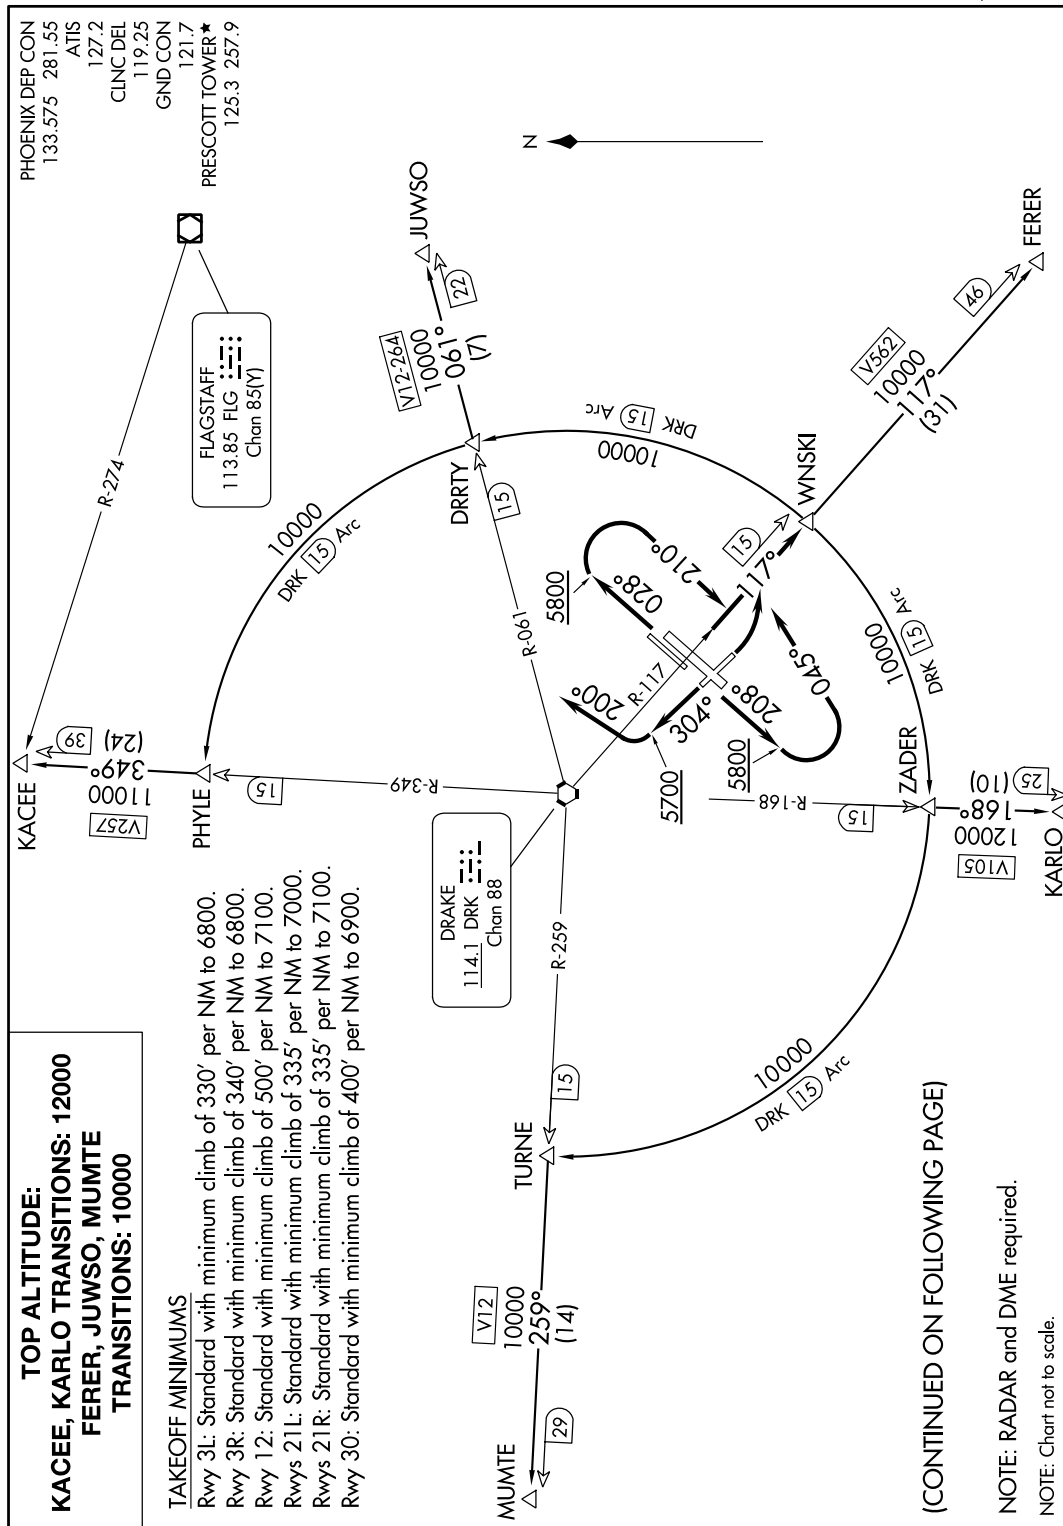 TOP ALTITUDE:
KACEE, KARLO TRANSITIONS: 12000
FERER, JUWSO, MUMTE
TRANSITIONS: 10000
TAKEOFF MINIMUMS
Rwy 3L: Standard with minimum climb of 330' per NM to 6800.
Rwy 3R: Standard with minimum climb of 340' per NM to 6800.
Rwy 12: Standard with minimum climb of 500' per NM to 7100.
Rwys 21L: Standard with minimum climb of 335' per NM to 7000.
Rwys 21R: Standard with minimum climb of 335' per NM to 7100.
Rwy 30: Standard with minimum climb of 400' per NM to 6900.
PHOENIX DEP CON
133.575 281.55
ATIS
127.2
CLNC DEL
119.25
GND CON
121.7
PRESCOTT TOWER★
125.3 257.9
KACEE
39
V257
11000
349°
(24)
PHYLE
15
R-349
R-274
FLAGSTAFF
113.85 FLG
Chan 85(Y)
10000
DRK 15 Arc
V12-264
10000
061°
(7)
22
JUWSO
DRRTY
15
R-061
N
DRAKE
114.1 DRK
Chan 88
R-259
15
TURNE
V12
10000
259°
(14)
29
MUMTE
DRK 15 Arc
10000
5800
028°
210°
R-117
200°
304°
5700
208°
5800
045°
117°
15
WNSKI
V562
10000
117°
(31)
46
FERER
10000
DRK 15 Arc
ZADER
R-168
15
V105
12000
168°
(10)
25
KARLO
10000
DRK 15 Arc
(CONTINUED ON FOLLOWING PAGE)
NOTE: RADAR and DME required.
NOTE: Chart not to scale.